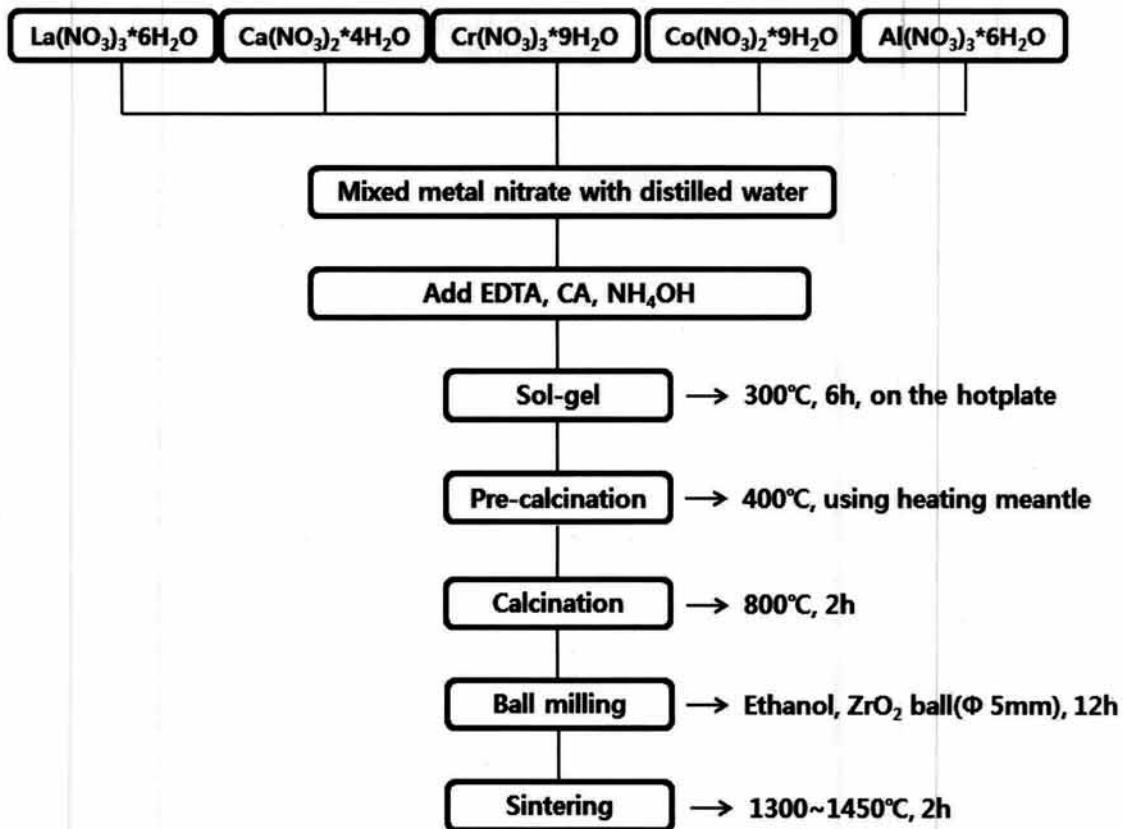 La(NO₃)₃*6H₂O Ca(NO₃)₂*4H₂O Cr(NO₃)₃*9H₂O Co(NO₃)₂*9H₂O Al(NO₃)₃*6H₂O
Mixed metal nitrate with distilled water
Add EDTA, CA, NH₄OH
Sol-gel → 300℃, 6h, on the hotplate
Pre-calcination → 400℃, using heating meantle
Calcination → 800℃, 2h
Ball milling → Ethanol, ZrO₂ ball(Φ 5mm), 12h
Sintering → 1300~1450℃, 2h